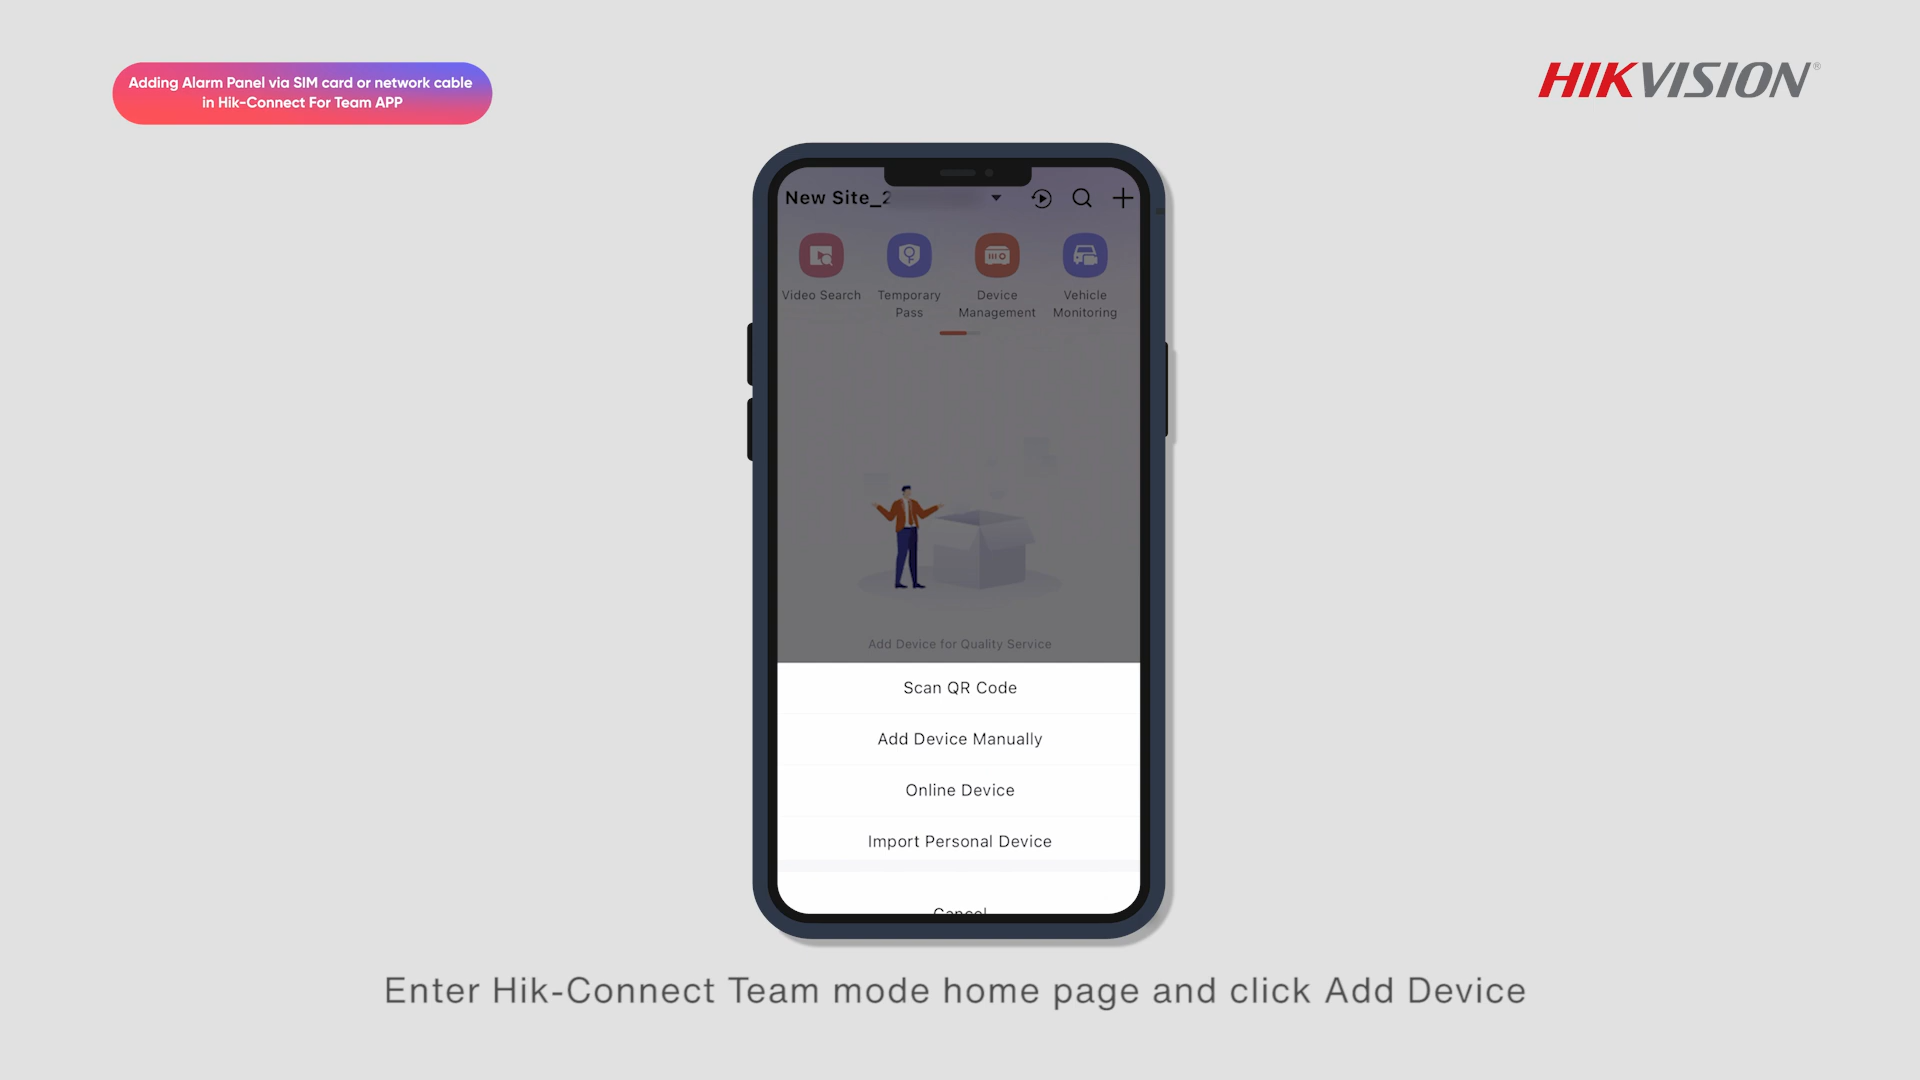 Adding Alarm Panel via SIM card or network cable
in Hik-Connect For Team APP
HIKVISION®
New Site_2
Video Search
Temporary
Pass
Device
Management
Vehicle
Monitoring
Add Device for Quality Service
Scan QR Code
Add Device Manually
Online Device
Import Personal Device
Cancel
Enter Hik-Connect Team mode home page and click Add Device